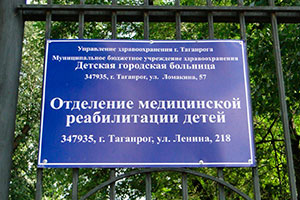 Управление здравоохранения г. Таганрога
Муниципальное бюджетное учреждение здравоохранения
Детская городская больница
347935, г. Таганрог, ул. Ломакина, 57
Отделение медицинской
реабилитации детей
347935, г. Таганрог, ул. Ленина, 218